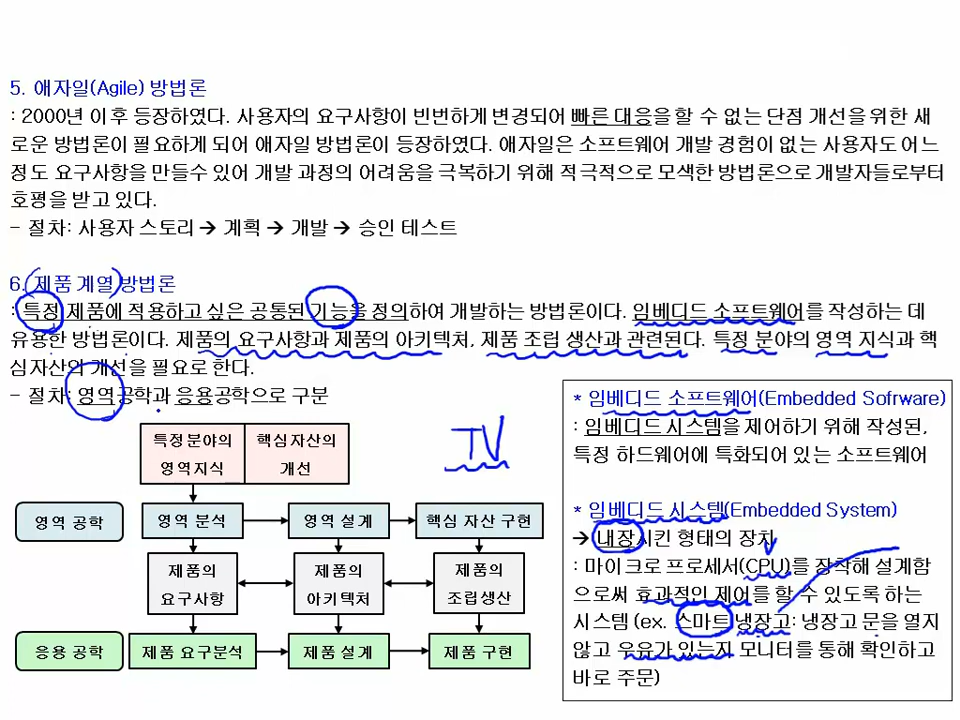 5. 애자일(Agile) 방법론
: 2000년 이후 등장하였다. 사용자의 요구사항이 빈번하게 변경되어 빠른 대응을 할 수 없는 단점 개선을 위한 새
로운 방법론이 필요하게 되어 애자일 방법론이 등장하였다. 애자일은 소프트웨어 개발 경험이 없는 사용자도 어느
정도 요구사항을 만들수 있어 개발 과정의 어려움을 극복하기 위해 적극적으로 모색한 방법론으로 개발자들로부터
호평을 받고 있다.
- 절차: 사용자 스토리 → 계획 → 개발 → 승인 테스트
6. 제품 계열 방법론
: 특정 제품에 적용하고 싶은 공통된 기능을 정의하여 개발하는 방법론이다. 임베디드 소프트웨어를 작성하는 데
유용한 방법론이다. 제품의 요구사항과 제품의 아키텍처, 제품 조립 생산과 관련된다. 특정 분야의 영역 지식과 핵
심자산의 개선을 필요로 한다.
- 절차: 영역공학과 응용공학으로 구분
TV
특정분야의
영역지식
핵심자산의
개선
영역 공학
영역 분석
영역 설계
핵심 자산 구현
제품의
요구사항
제품의
아키텍처
제품의
조립생산
응용 공학
제품 요구분석
제품 설계
제품 구현
* 임베디드 소프트웨어(Embedded Sofrware)
: 임베디드 시스템을 제어하기 위해 작성된,
특정 하드웨어에 특화되어 있는 소프트웨어
* 임베디드 시스템(Embedded System)
→ 내장시킨 형태의 장치
: 마이크로 프로세서(CPU)를 장착해 설계함
으로써 효과적인 제어를 할 수 있도록 하는
시스템 (ex. 스마트 냉장고: 냉장고 문을 열지
않고 우유가 있는지 모니터를 통해 확인하고
바로 주문)